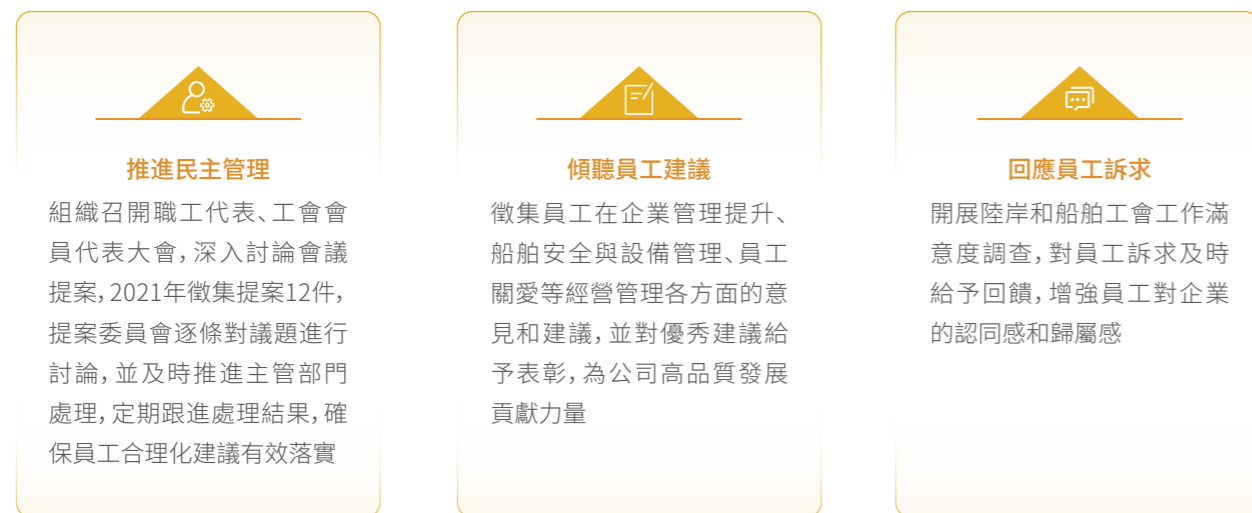 推進民主管理
組織召開職工代表、工會會
員代表大會,深入討論會議
提案,2021年徵集提案12件,
提案委員會逐條對議題進行
討論,並及時推進主管部門
處理,定期跟進處理結果,確
保員工合理化建議有效落實
傾聽員工建議
徵集員工在企業管理提升、
船舶安全與設備管理、員工
關愛等經營管理各方面的意
見和建議,並對優秀建議給
予表彰,為公司高品質發展
貢獻力量
回應員工訴求
開展陸岸和船舶工會工作滿
意度調查,對員工訴求及時
給予回饋,增強員工對企業
的認同感和歸屬感